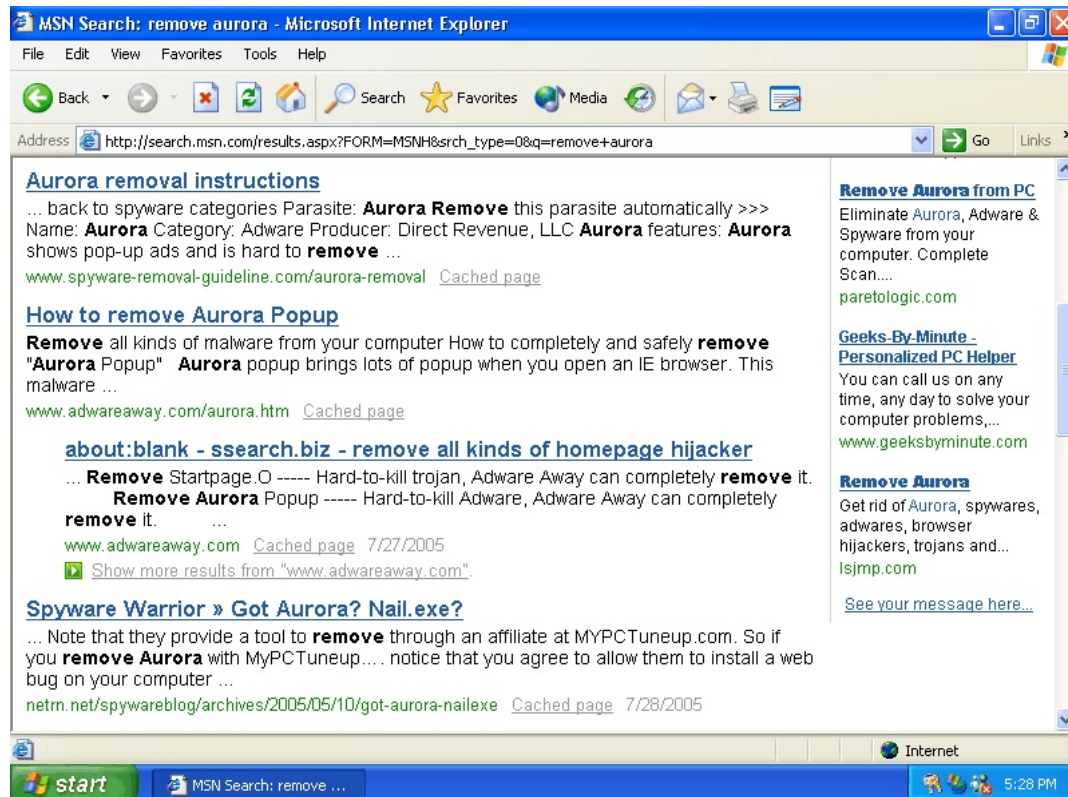 MSN Search: remove aurora - Microsoft Internet Explorer
File Edit View Favorites Tools Help
Back Search Favorites Media
Address http://search.msn.com/results.aspx?FORM=MSNH&srch_type=0&q=remove+aurora Go Links
Aurora removal instructions
... back to spyware categories Parasite: Aurora Remove this parasite automatically >>>
Name: Aurora Category: Adware Producer: Direct Revenue, LLC Aurora features: Aurora
shows pop-up ads and is hard to remove ...
www.spyware-removal-guideline.com/aurora-removal Cached page
How to remove Aurora Popup
Remove all kinds of malware from your computer How to completely and safely remove
"Aurora Popup" Aurora popup brings lots of popup when you open an IE browser. This
malware ...
www.adwareaway.com/aurora.htm Cached page
about:blank - ssearch.biz - remove all kinds of homepage hijacker
... Remove Startpage.O ----- Hard-to-kill trojan, Adware Away can completely remove it.
Remove Aurora Popup ----- Hard-to-kill Adware, Adware Away can completely
remove it. ...
www.adwareaway.com Cached page 7/27/2005
Show more results from "www.adwareaway.com".
Spyware Warrior » Got Aurora? Nail.exe?
... Note that they provide a tool to remove through an affiliate at MYPCTuneup.com. So if
you remove Aurora with MyPCTuneup.... notice that you agree to allow them to install a web
bug on your computer ...
netrn.net/spywareblog/archives/2005/05/10/got-aurora-nailexe Cached page 7/28/2005
Remove Aurora from PC
Eliminate Aurora, Adware &
Spyware from your
computer. Complete
Scan....
paretologic.com
Geeks-By-Minute -
Personalized PC Helper
You can call us on any
time, any day to solve your
computer problems,...
www.geeksbyminute.com
Remove Aurora
Get rid of Aurora, spywares,
adwares, browser
hijackers, trojans and...
lsjmp.com
See your message here...
Internet
start MSN Search: remove ... 5:28 PM